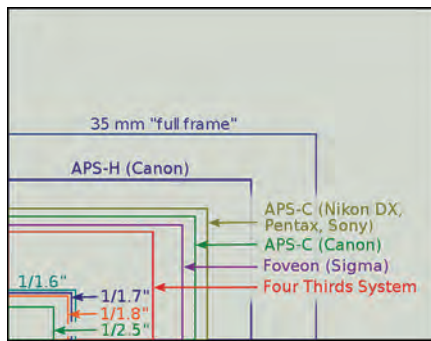 35 mm "full frame"
APS-H (Canon)
APS-C (Nikon DX,
Pentax, Sony)
APS-C (Canon)
Foveon (Sigma)
Four Thirds System
1/1.6"
1/1.7"
1/1.8"
1/2.5"